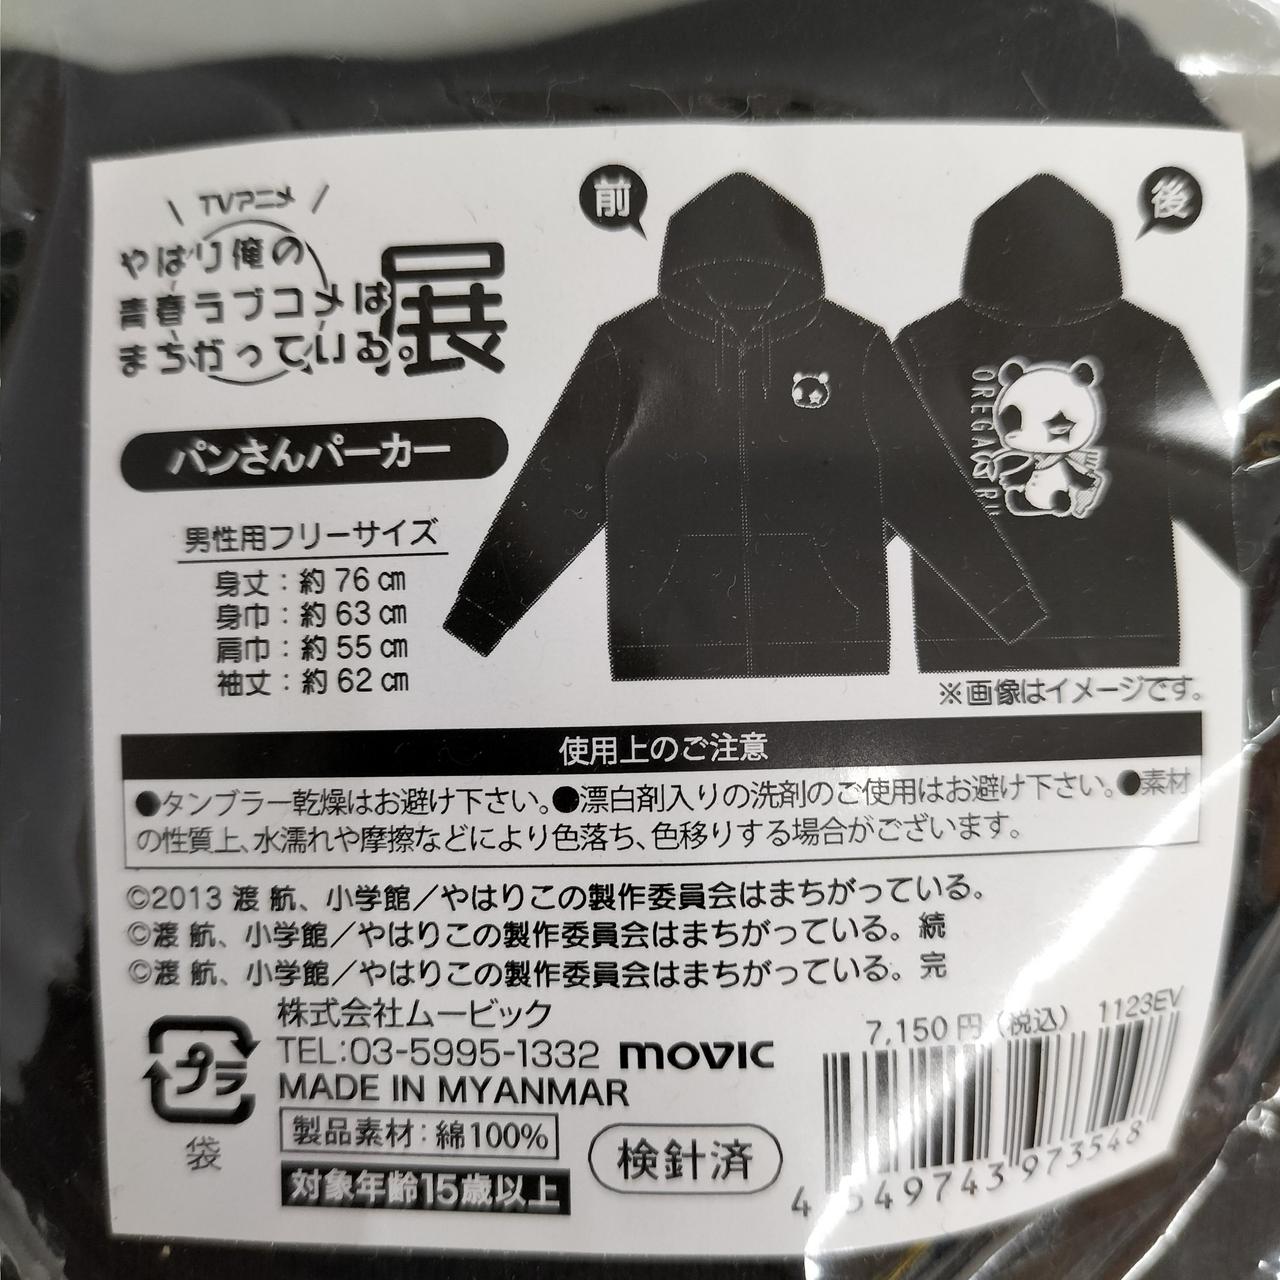 TVアニメ
やはり俺の
青春ラブコメは
まちがっている。展
パンさんパーカー
男性用フリーサイズ
身丈：約76㎝
身巾：約63㎝
肩巾：約55㎝
袖丈：約62㎝
前
後
OREGA
※画像はイメージです。
使用上のご注意
●タンブラー乾燥はお避け下さい。●漂白剤入りの洗剤のご使用はお避け下さい。●素材
の性質上、水濡れや摩擦などにより色落ち、色移りする場合がございます。
©2013 渡 航、小学館／やはりこの製作委員会はまちがっている。
©渡 航、小学館／やはりこの製作委員会はまちがっている。続
©渡 航、小学館／やはりこの製作委員会はまちがっている。完
プラ
袋
株式会社ムービック
TEL:03-5995-1332 movic
MADE IN MYANMAR
製品素材：綿100%
対象年齢15歳以上
検針済
7,150円（税込） 1123EV
4 549743 973548